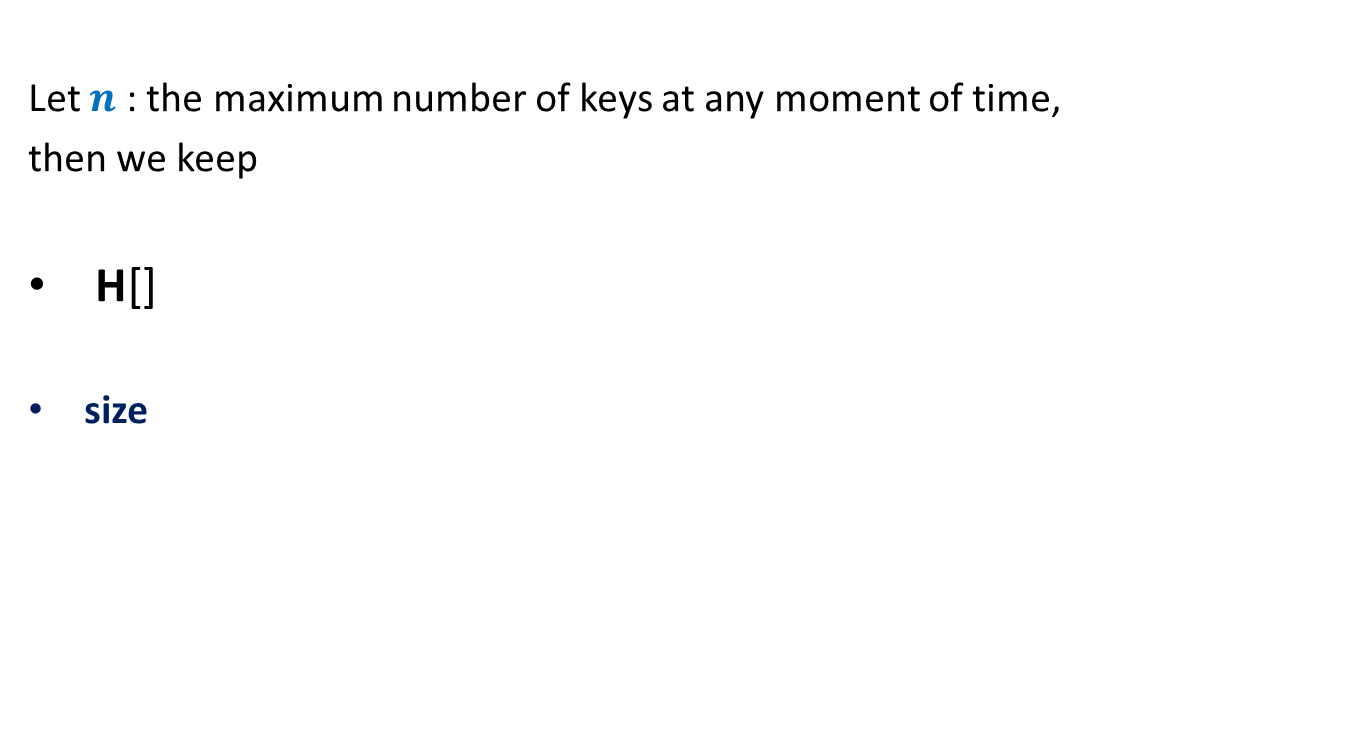 Let n : the maximum number of keys at any moment of time,
then we keep
• H[]
• size